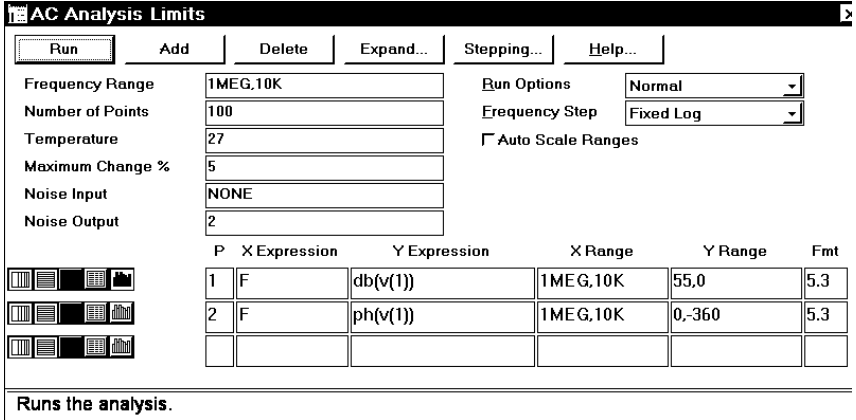 AC Analysis Limits
Run Add Delete Expand... Stepping... Help...
Frequency Range 1MEG,10K Run Options Normal
Number of Points 100 Frequency Step Fixed Log
Temperature 27 Auto Scale Ranges
Maximum Change % 5
Noise Input NONE
Noise Output 2
P X Expression Y Expression X Range Y Range Fmt
1 F db(v(1)) 1MEG,10K 55,0 5.3
2 F ph(v(1)) 1MEG,10K 0,-360 5.3
Runs the analysis.